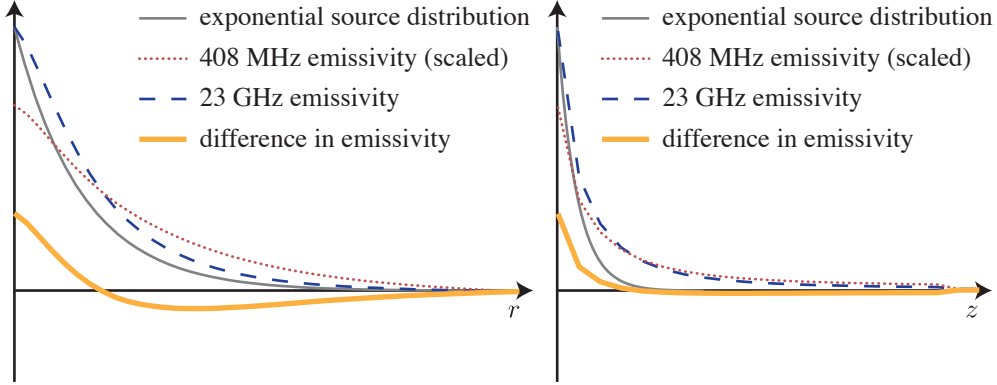 exponential source distribution
408 MHz emissivity (scaled)
23 GHz emissivity
difference in emissivity
r
exponential source distribution
408 MHz emissivity (scaled)
23 GHz emissivity
difference in emissivity
z